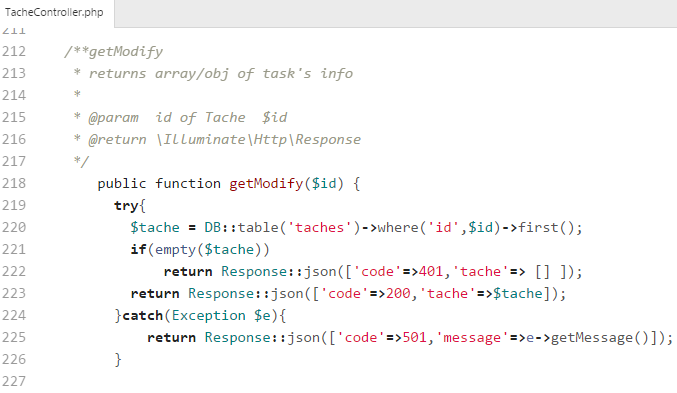 TacheController.php
211
212 /**getModify
213 * returns array/obj of task's info
214 *
215 * @param id of Tache $id
216 * @return \Illuminate\Http\Response
217 */
218 public function getModify($id) {
219 try{
220 $tache = DB::table('taches')->where('id',$id)->first();
221 if(empty($tache))
222 return Response::json(['code'=>401,'tache'=> [] ]);
223 return Response::json(['code'=>200,'tache'=>$tache]);
224 }catch(Exception $e){
225 return Response::json(['code'=>501,'message'=>e->getMessage()]);
226 }
227